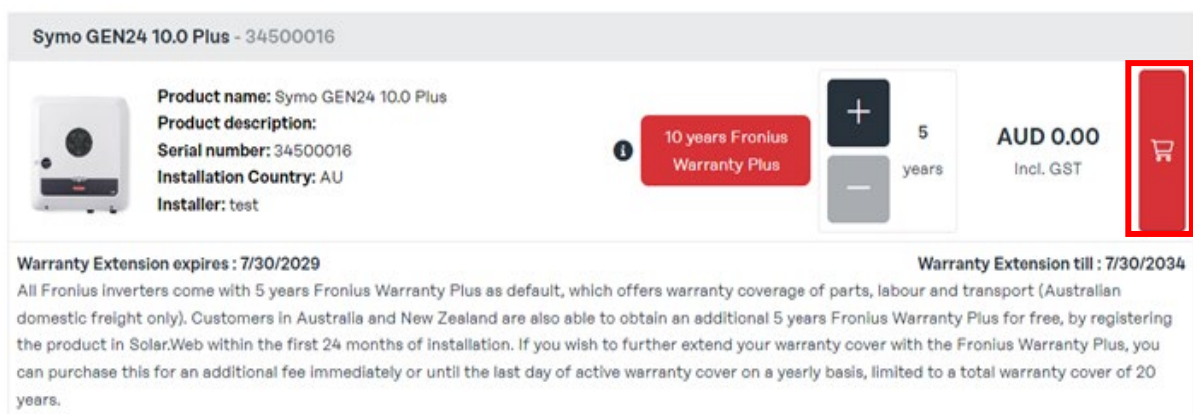 Symo GEN24 10.0 Plus - 34500016
Product name: Symo GEN24 10.0 Plus
Product description:
Serial number: 34500016
Installation Country: AU
Installer: test
10 years Fronius
Warranty Plus
5
years
AUD 0.00
Incl. GST
Warranty Extension expires : 7/30/2029
Warranty Extension till : 7/30/2034
All Fronius inverters come with 5 years Fronius Warranty Plus as default, which offers warranty coverage of parts, labour and transport (Australian
domestic freight only). Customers in Australia and New Zealand are also able to obtain an additional 5 years Fronius Warranty Plus for free, by registering
the product in Solar.Web within the first 24 months of installation. If you wish to further extend your warranty cover with the Fronius Warranty Plus, you
can purchase this for an additional fee immediately or until the last day of active warranty cover on a yearly basis, limited to a total warranty cover of 20
years.